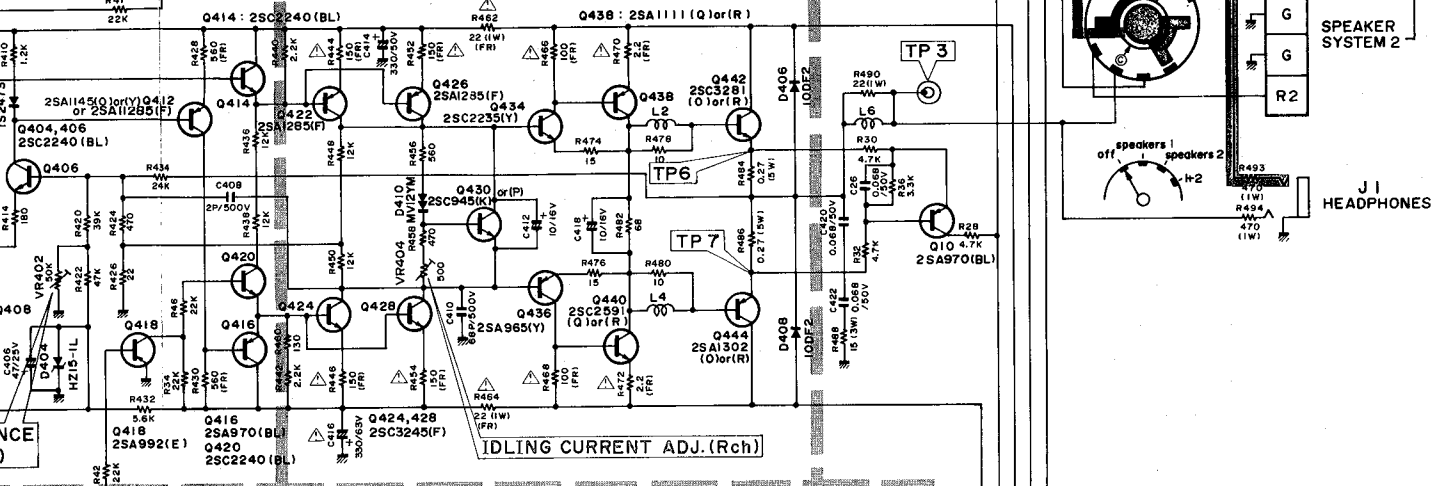 R41
22K
Q414 : 2SC2240(BL)
R462
22 (1W)
(FR)
Q438 : 2SA1111(Q)or(R)
G
SPEAKER
SYSTEM 2
G
R2
TP 3
R410
1.2K
R428
560
(FR)
R440
2.2K
R444
150
(FR)
C414
330/50V
R452
150
(FR)
R466
100
(FR)
R470
2.2
(FR)
D406
10DF2
R490
22(1W)
L6
Q414
2SA1145(O)or(Y) Q412
or 2SA11285(F)
Q404,406
2SC2240(BL)
Q422
2SA1285(F)
Q426
2SA1285(F)
Q434
2SC2235(Y)
Q438
Q442
2SC3281
(O)or(R)
L2
R478
10
R474
15
R436
12K
R448
12K
R456
560
TP6
R484
0.27
(5W)
R30
4.7K
off
speakers 1
speakers 2
1+2
R493
470
(1W)
R494
470
(1W)
J1
HEADPHONES
Q406
R434
24K
C408
2P/500V
D410
MV12YM
Q430 or(P)
2SC945(K)
R414
180
R420
39K
R424
470
R438
12K
R458
470
C412
10/16V
C418
10/16V
R482
68
C26
0.068
/50V
R36
3.3K
C420
0.068/50V
TP 7
R486
0.27(5W)
R32
4.7K
Q10
2SA970(BL)
R28
4.7K
VR402
50K
R422
47K
R426
22
Q420
R450
12K
VR404
500
R476
15
R480
10
L4
Q408
R46
22K
Q424
Q428
C410
68P/500V
2SA965(Y)
Q436
Q440
2SC2591
(Q)or(R)
C422
0.068
/50V
Q418
Q416
R460
130
Q444
2SA1302
(O)or(R)
D408
10DF2
R488
15 (3W)
C406
47/25V
D404
HZ15-1L
R34
22K
R430
560
(FR)
R442
2.2K
R446
150
(FR)
R454
150
(FR)
R468
100
(FR)
R472
2.2
(FR)
R432
5.6K
R464
22 (1W)
(FR)
Q418
2SA992(E)
Q416
2SA970(BL)
Q420
2SC2240(BL)
C416
330/63V
Q424,428
2SC3245(F)
IDLING CURRENT ADJ.(Rch)
R42
2.2K